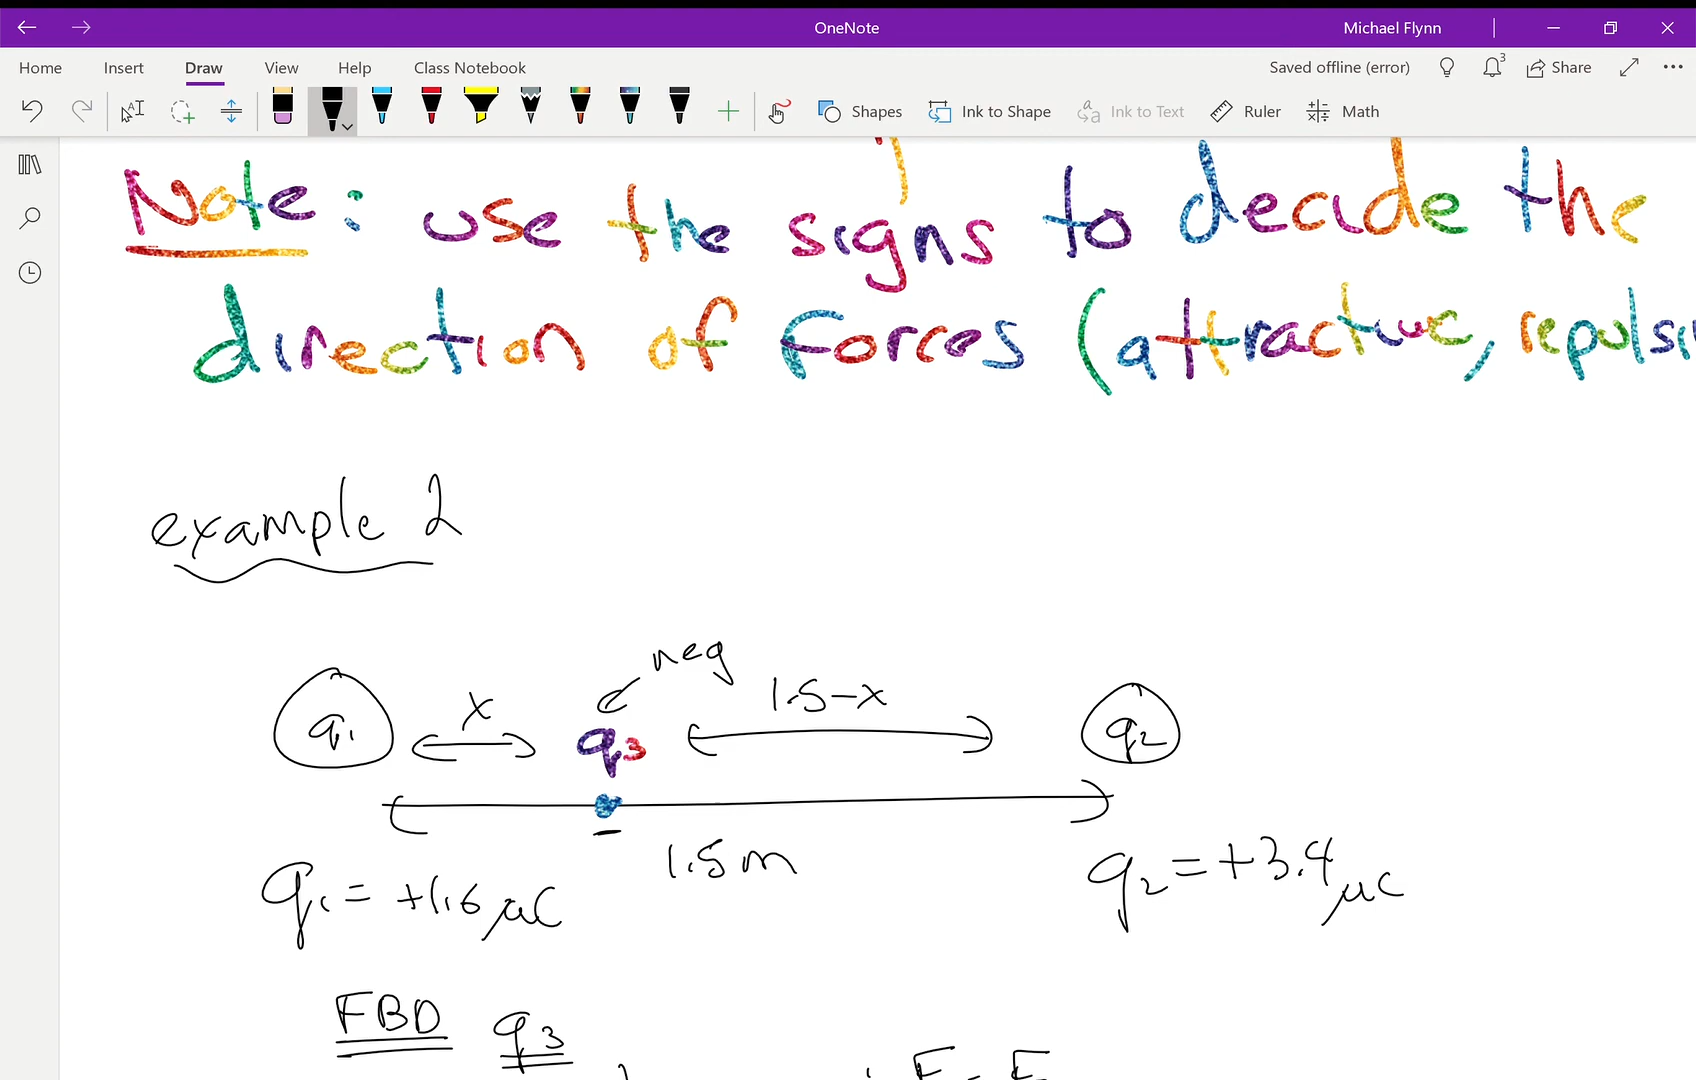 OneNote
Michael Flynn
Home Insert Draw View Help Class Notebook
Saved offline (error) 3 Share
Shapes Ink to Shape Ink to Text Ruler Math
Note: use the signs to decide the
direction of forces (attractive, repulsi
example 2
neg
q1 x q3 1.5-x q2
1.5m
q1 = +1.6 μC
q2 = +3.4 μC
FBD q3
F = F